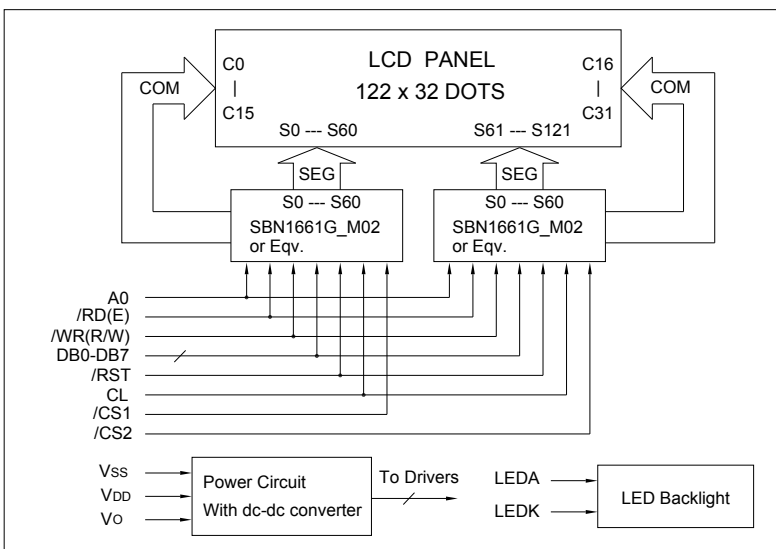 LCD PANEL
122 x 32 DOTS
C0
|
C15
C16
|
C31
COM
COM
S0 --- S60
S61 --- S121
SEG
SEG
S0 --- S60
SBN1661G_M02
or Eqv.
S0 --- S60
SBN1661G_M02
or Eqv.
A0
/RD(E)
/WR(R/W)
DB0-DB7
/RST
CL
/CS1
/CS2
VSS
VDD
VO
Power Circuit
With dc-dc converter
To Drivers
LEDA
LEDK
LED Backlight